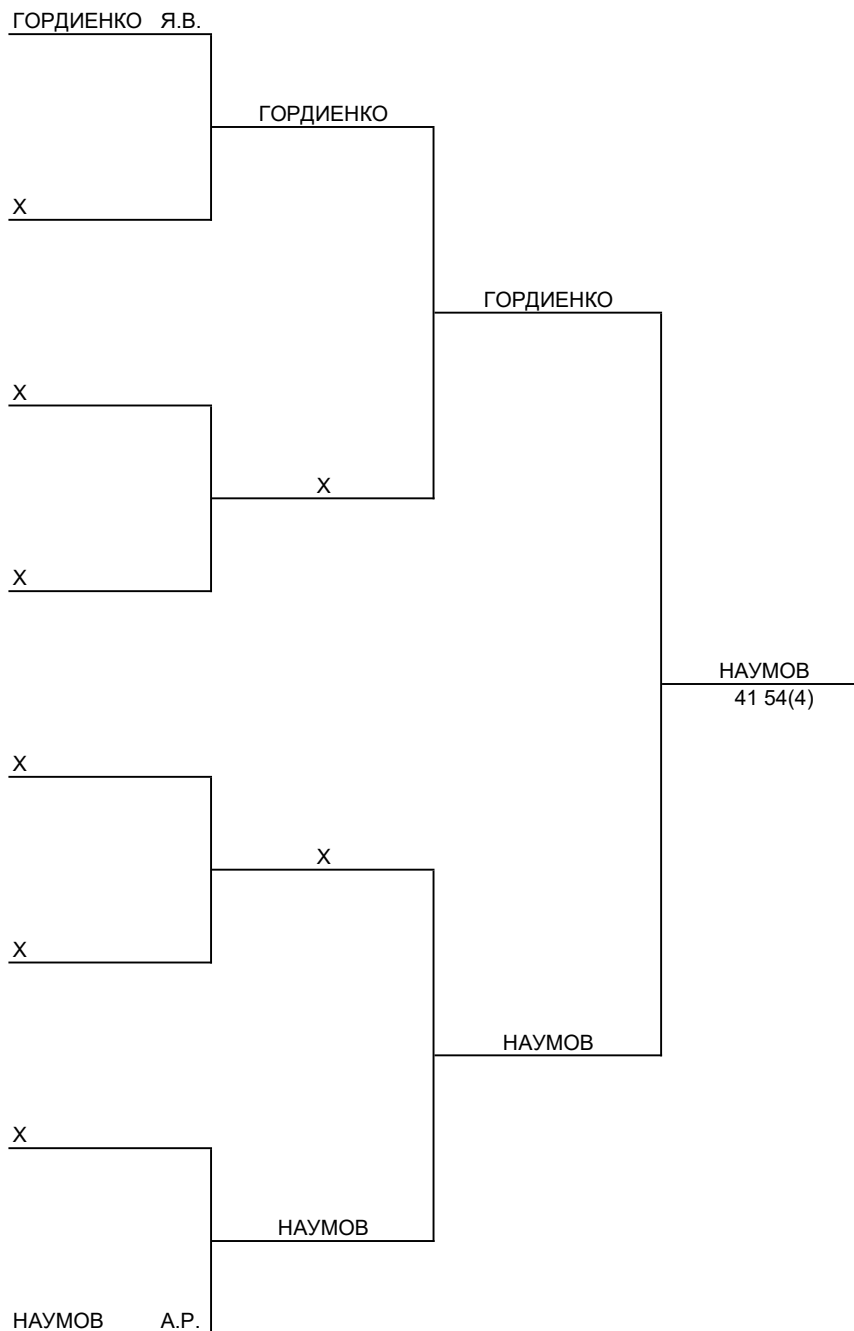 ГОРДИЕНКО Я.В.
ГОРДИЕНКО
Х
ГОРДИЕНКО
Х
Х
Х
НАУМОВ
41 54(4)
Х
Х
Х
НАУМОВ
Х
НАУМОВ
НАУМОВ А.Р.